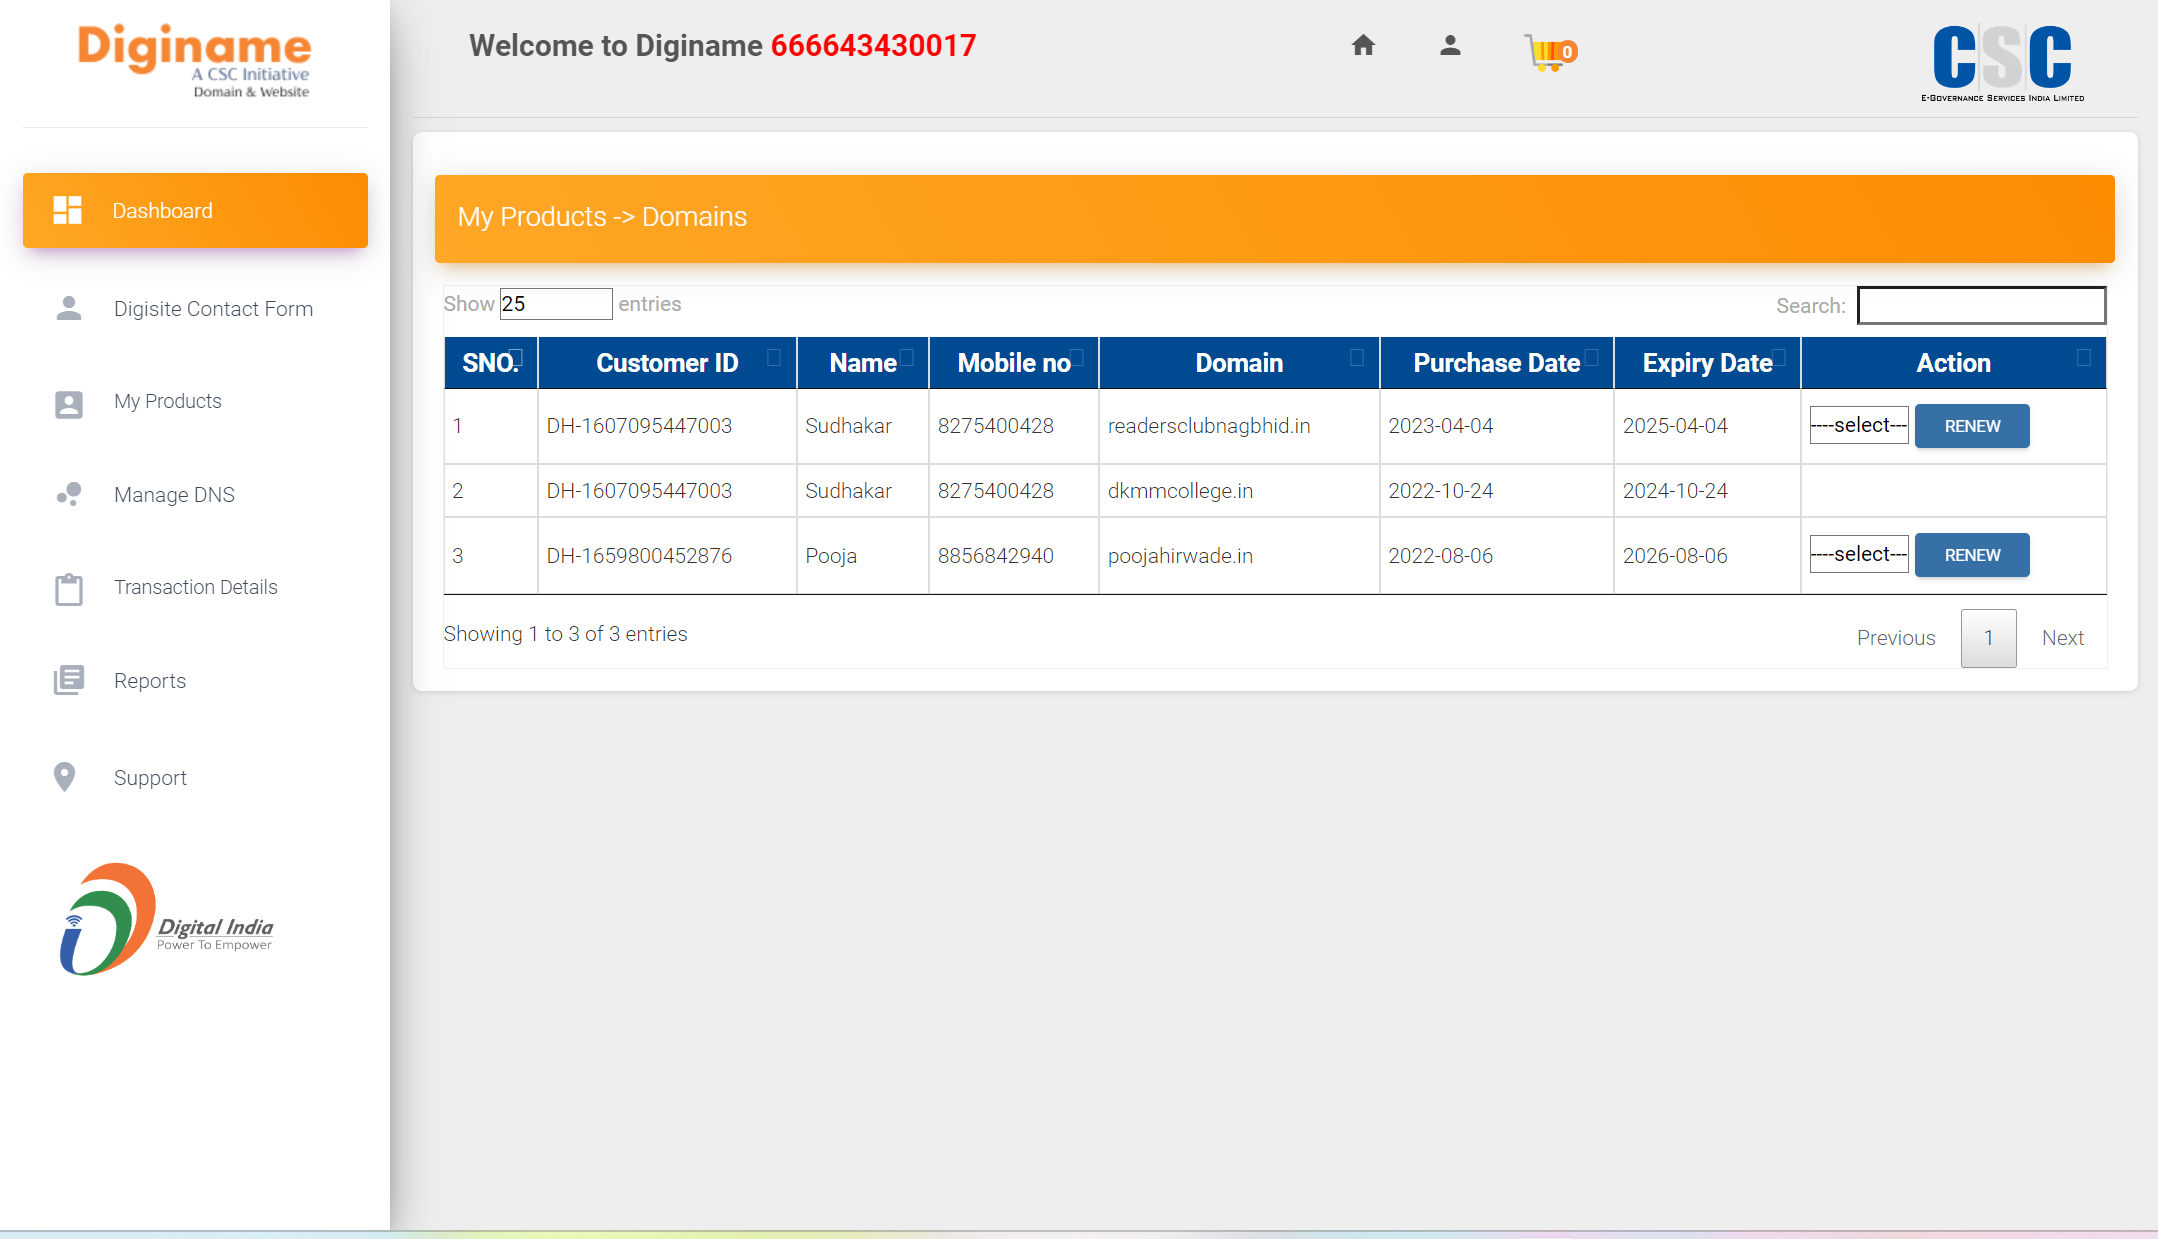 Diginame
A CSC Initiative
Domain & Website
Welcome to Diginame 666643430017
0
CSC
E-Governance Services India Limited
Dashboard
Digisite Contact Form
My Products
Manage DNS
Transaction Details
Reports
Support
Digital India
Power To Empower
My Products -> Domains
Show 25 entries
Search:
SNO. Customer ID Name Mobile no Domain Purchase Date Expiry Date Action
1 DH-1607095447003 Sudhakar 8275400428 readersclubnagbhid.in 2023-04-04 2025-04-04 ----select--- RENEW
2 DH-1607095447003 Sudhakar 8275400428 dkmmcollege.in 2022-10-24 2024-10-24
3 DH-1659800452876 Pooja 8856842940 poojahirwade.in 2022-08-06 2026-08-06 ----select--- RENEW
Showing 1 to 3 of 3 entries
Previous 1 Next